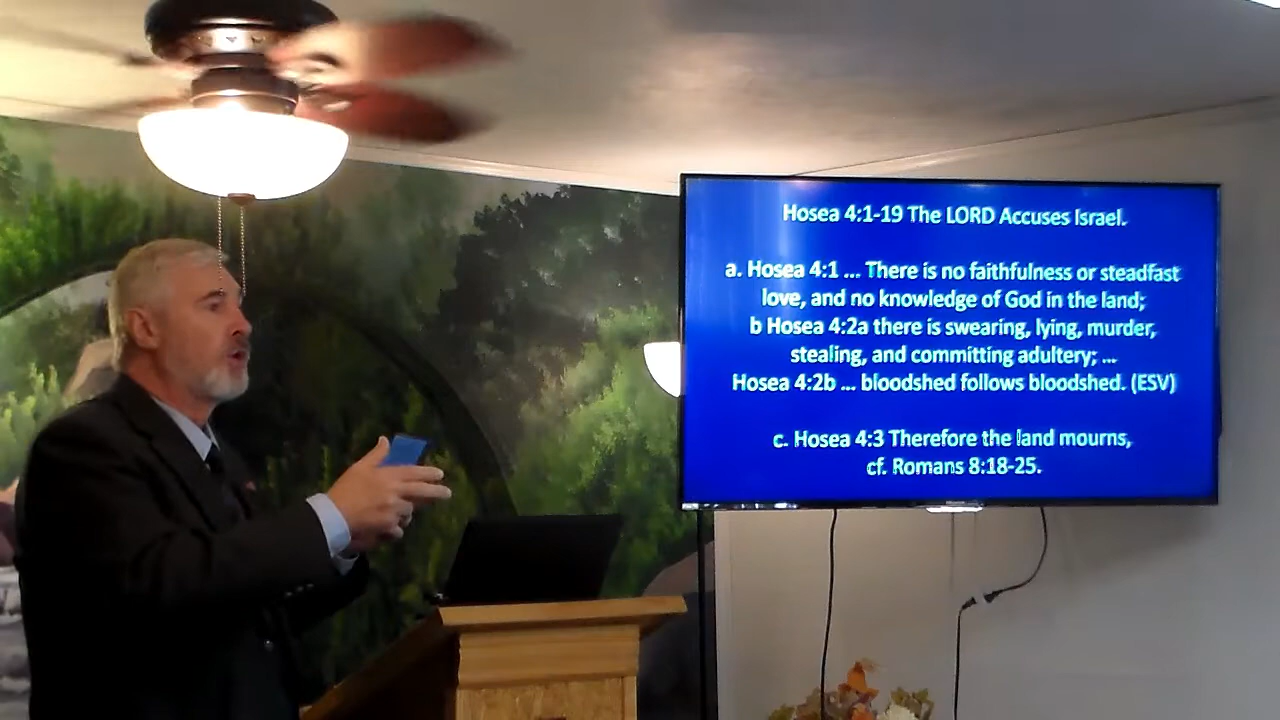 Hosea 4:1-19 The LORD Accuses Israel.
a. Hosea 4:1 ... There is no faithfulness or steadfast
love, and no knowledge of God in the land;
b Hosea 4:2a there is swearing, lying, murder,
stealing, and committing adultery; ...
Hosea 4:2b ... bloodshed follows bloodshed. (ESV)
c. Hosea 4:3 Therefore the land mourns,
cf. Romans 8:18-25.